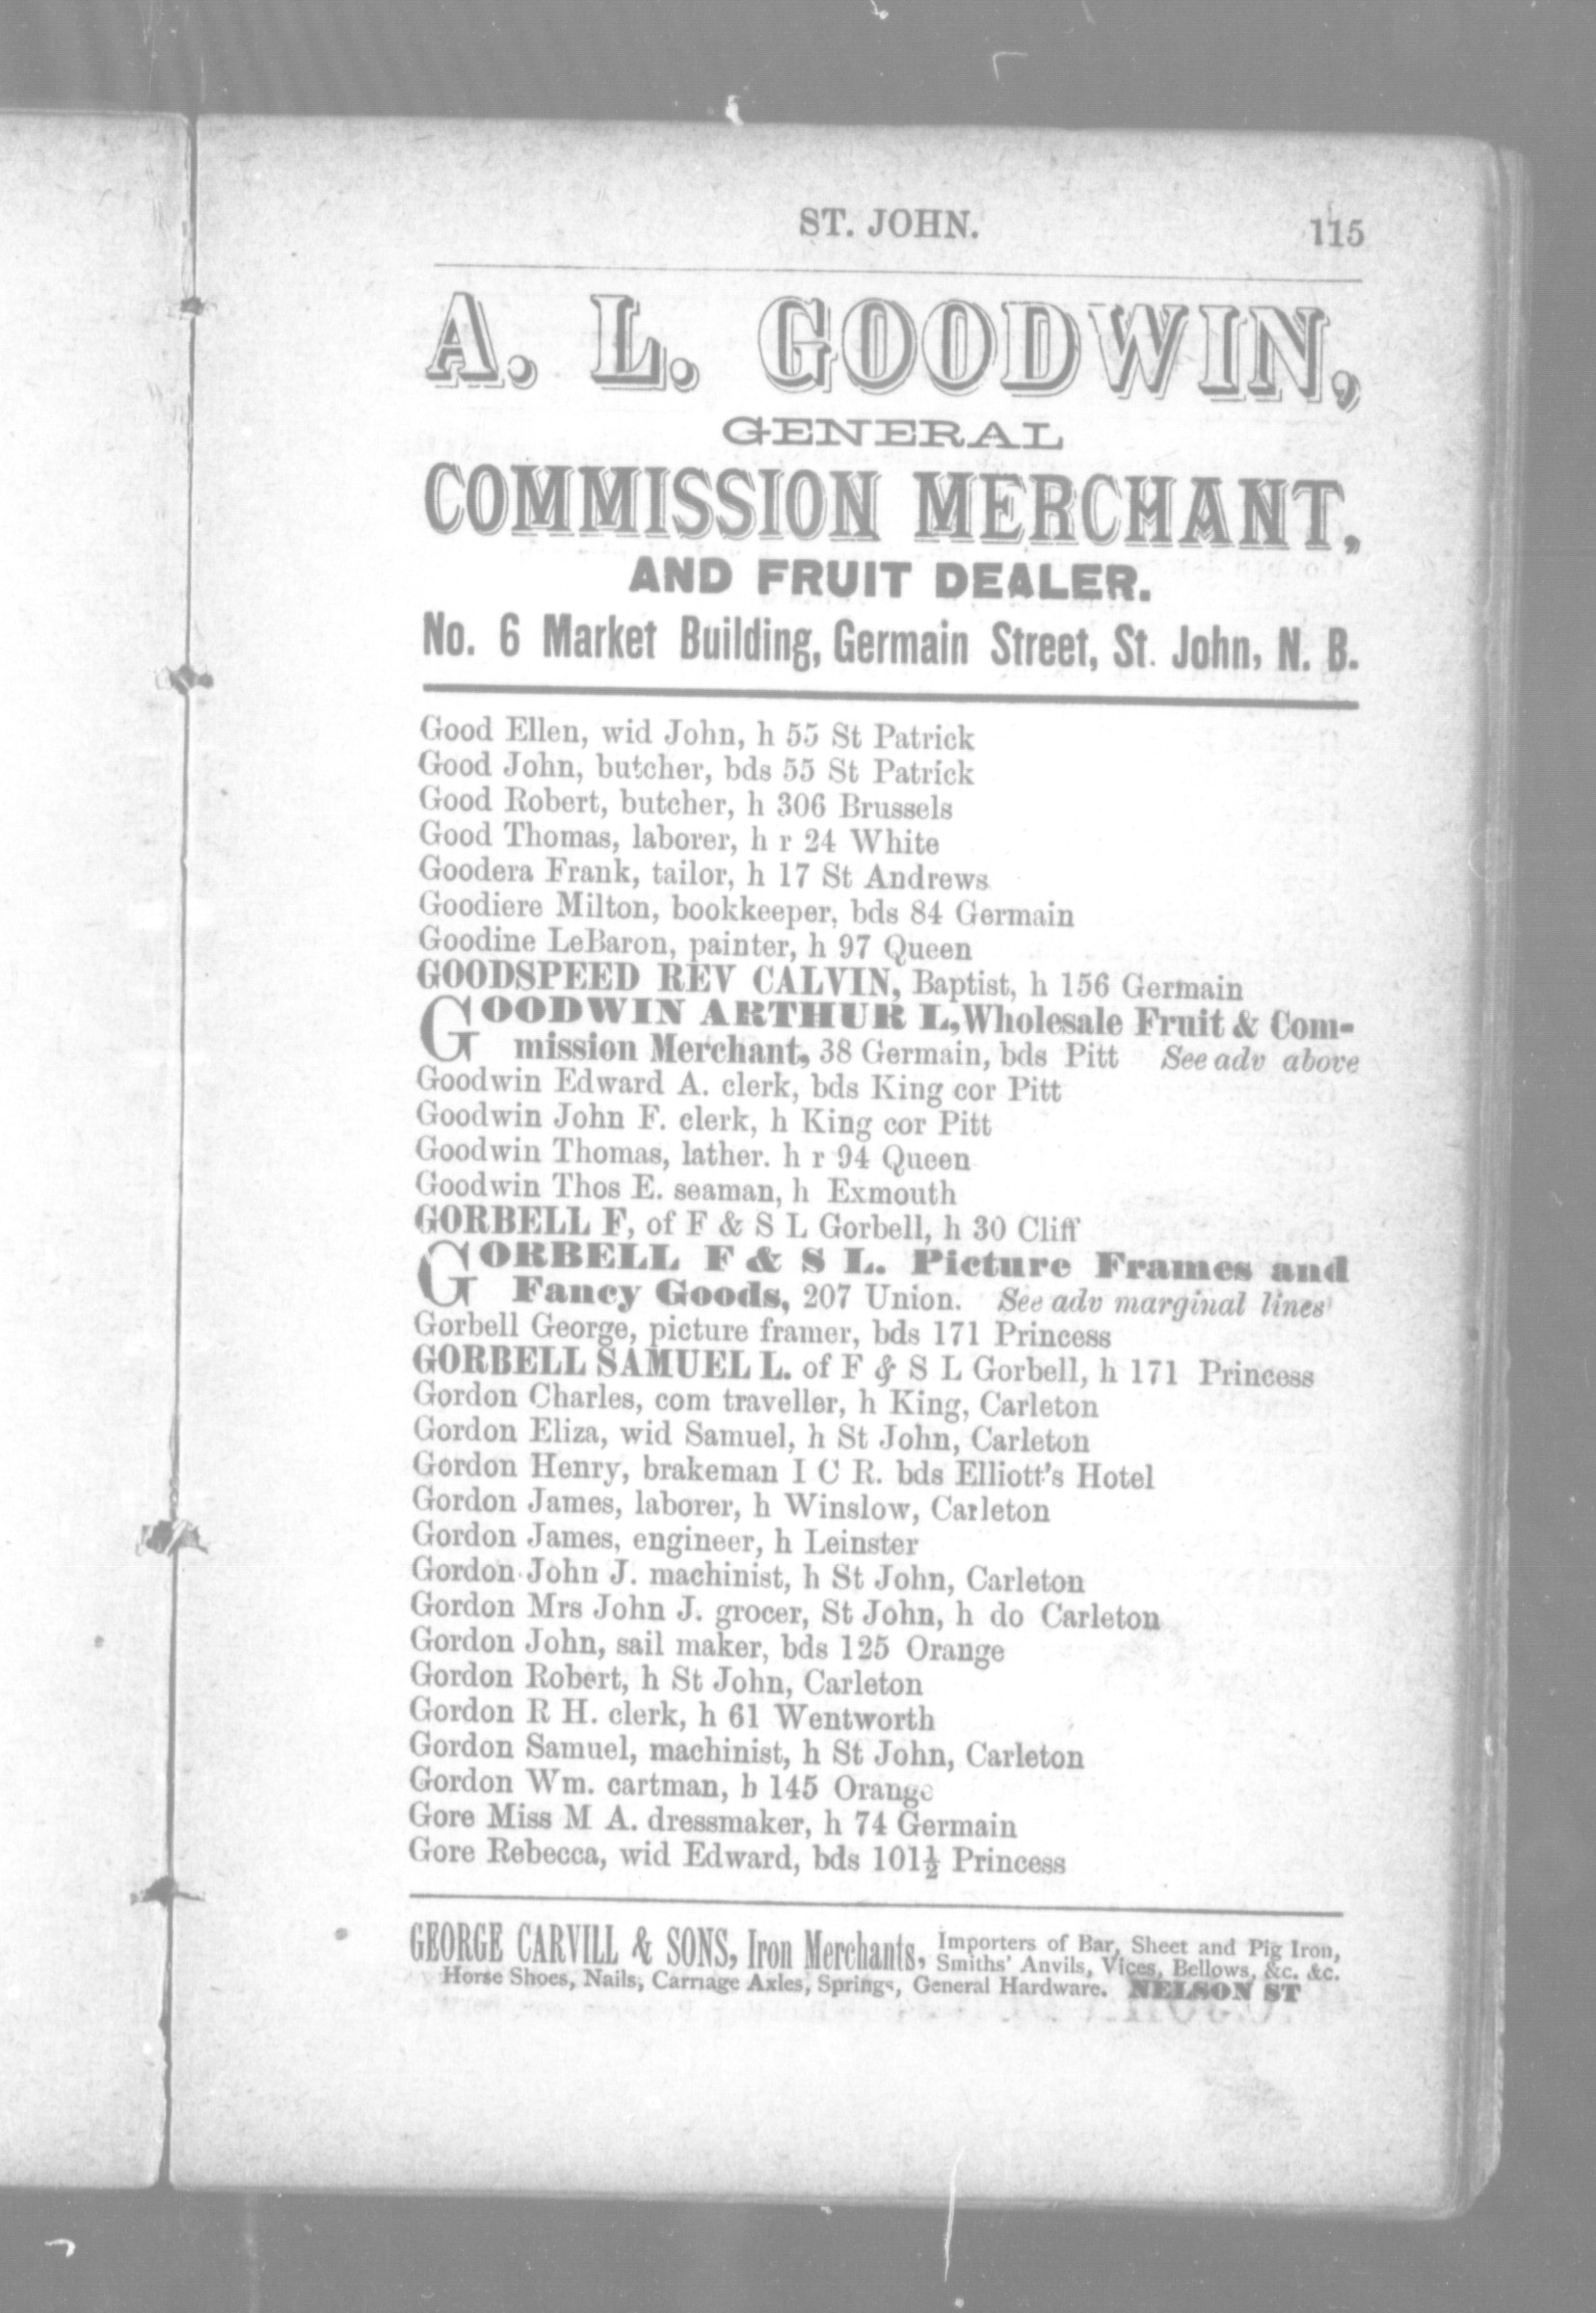 ST. JOHN. 115
A. L. GOODWIN,
GENERAL
COMMISSION MERCHANT,
AND FRUIT DEALER.
No. 6 Market Building, Germain Street, St. John, N. B.
Good Ellen, wid John, h 55 St Patrick
Good John, butcher, bds 55 St Patrick
Good Robert, butcher, h 306 Brussels
Good Thomas, laborer, h r 24 White
Goodera Frank, tailor, h 17 St Andrews
Goodiere Milton, bookkeeper, bds 84 Germain
Goodine LeBaron, painter, h 97 Queen
GOODSPEED REV CALVIN, Baptist, h 156 Germain
GOODWIN ARTHUR L, Wholesale Fruit & Com-
mission Merchant, 38 Germain, bds Pitt See adv above
Goodwin Edward A. clerk, bds King cor Pitt
Goodwin John F. clerk, h King cor Pitt
Goodwin Thomas, lather. h r 94 Queen
Goodwin Thos E. seaman, h Exmouth
GORBELL F, of F & S L Gorbell, h 30 Cliff
GORBELL F & S L. Picture Frames and
Fancy Goods, 207 Union. See adv marginal lines
Gorbell George, picture framer, bds 171 Princess
GORBELL SAMUEL L. of F & S L Gorbell, h 171 Princess
Gordon Charles, com traveller, h King, Carleton
Gordon Eliza, wid Samuel, h St John, Carleton
Gordon Henry, brakeman I C R. bds Elliott's Hotel
Gordon James, laborer, h Winslow, Carleton
Gordon James, engineer, h Leinster
Gordon John J. machinist, h St John, Carleton
Gordon Mrs John J. grocer, St John, h do Carleton
Gordon John, sail maker, bds 125 Orange
Gordon Robert, h St John, Carleton
Gordon R H. clerk, h 61 Wentworth
Gordon Samuel, machinist, h St John, Carleton
Gordon Wm. cartman, b 145 Orange
Gore Miss M A. dressmaker, h 74 Germain
Gore Rebecca, wid Edward, bds 101½ Princess
GEORGE CARVILL & SONS, Iron Merchants, Importers of Bar, Sheet and Pig Iron,
Smiths' Anvils, Vices, Bellows, &c. &c.
Horse Shoes, Nails, Carriage Axles, Springs, General Hardware. NELSON ST